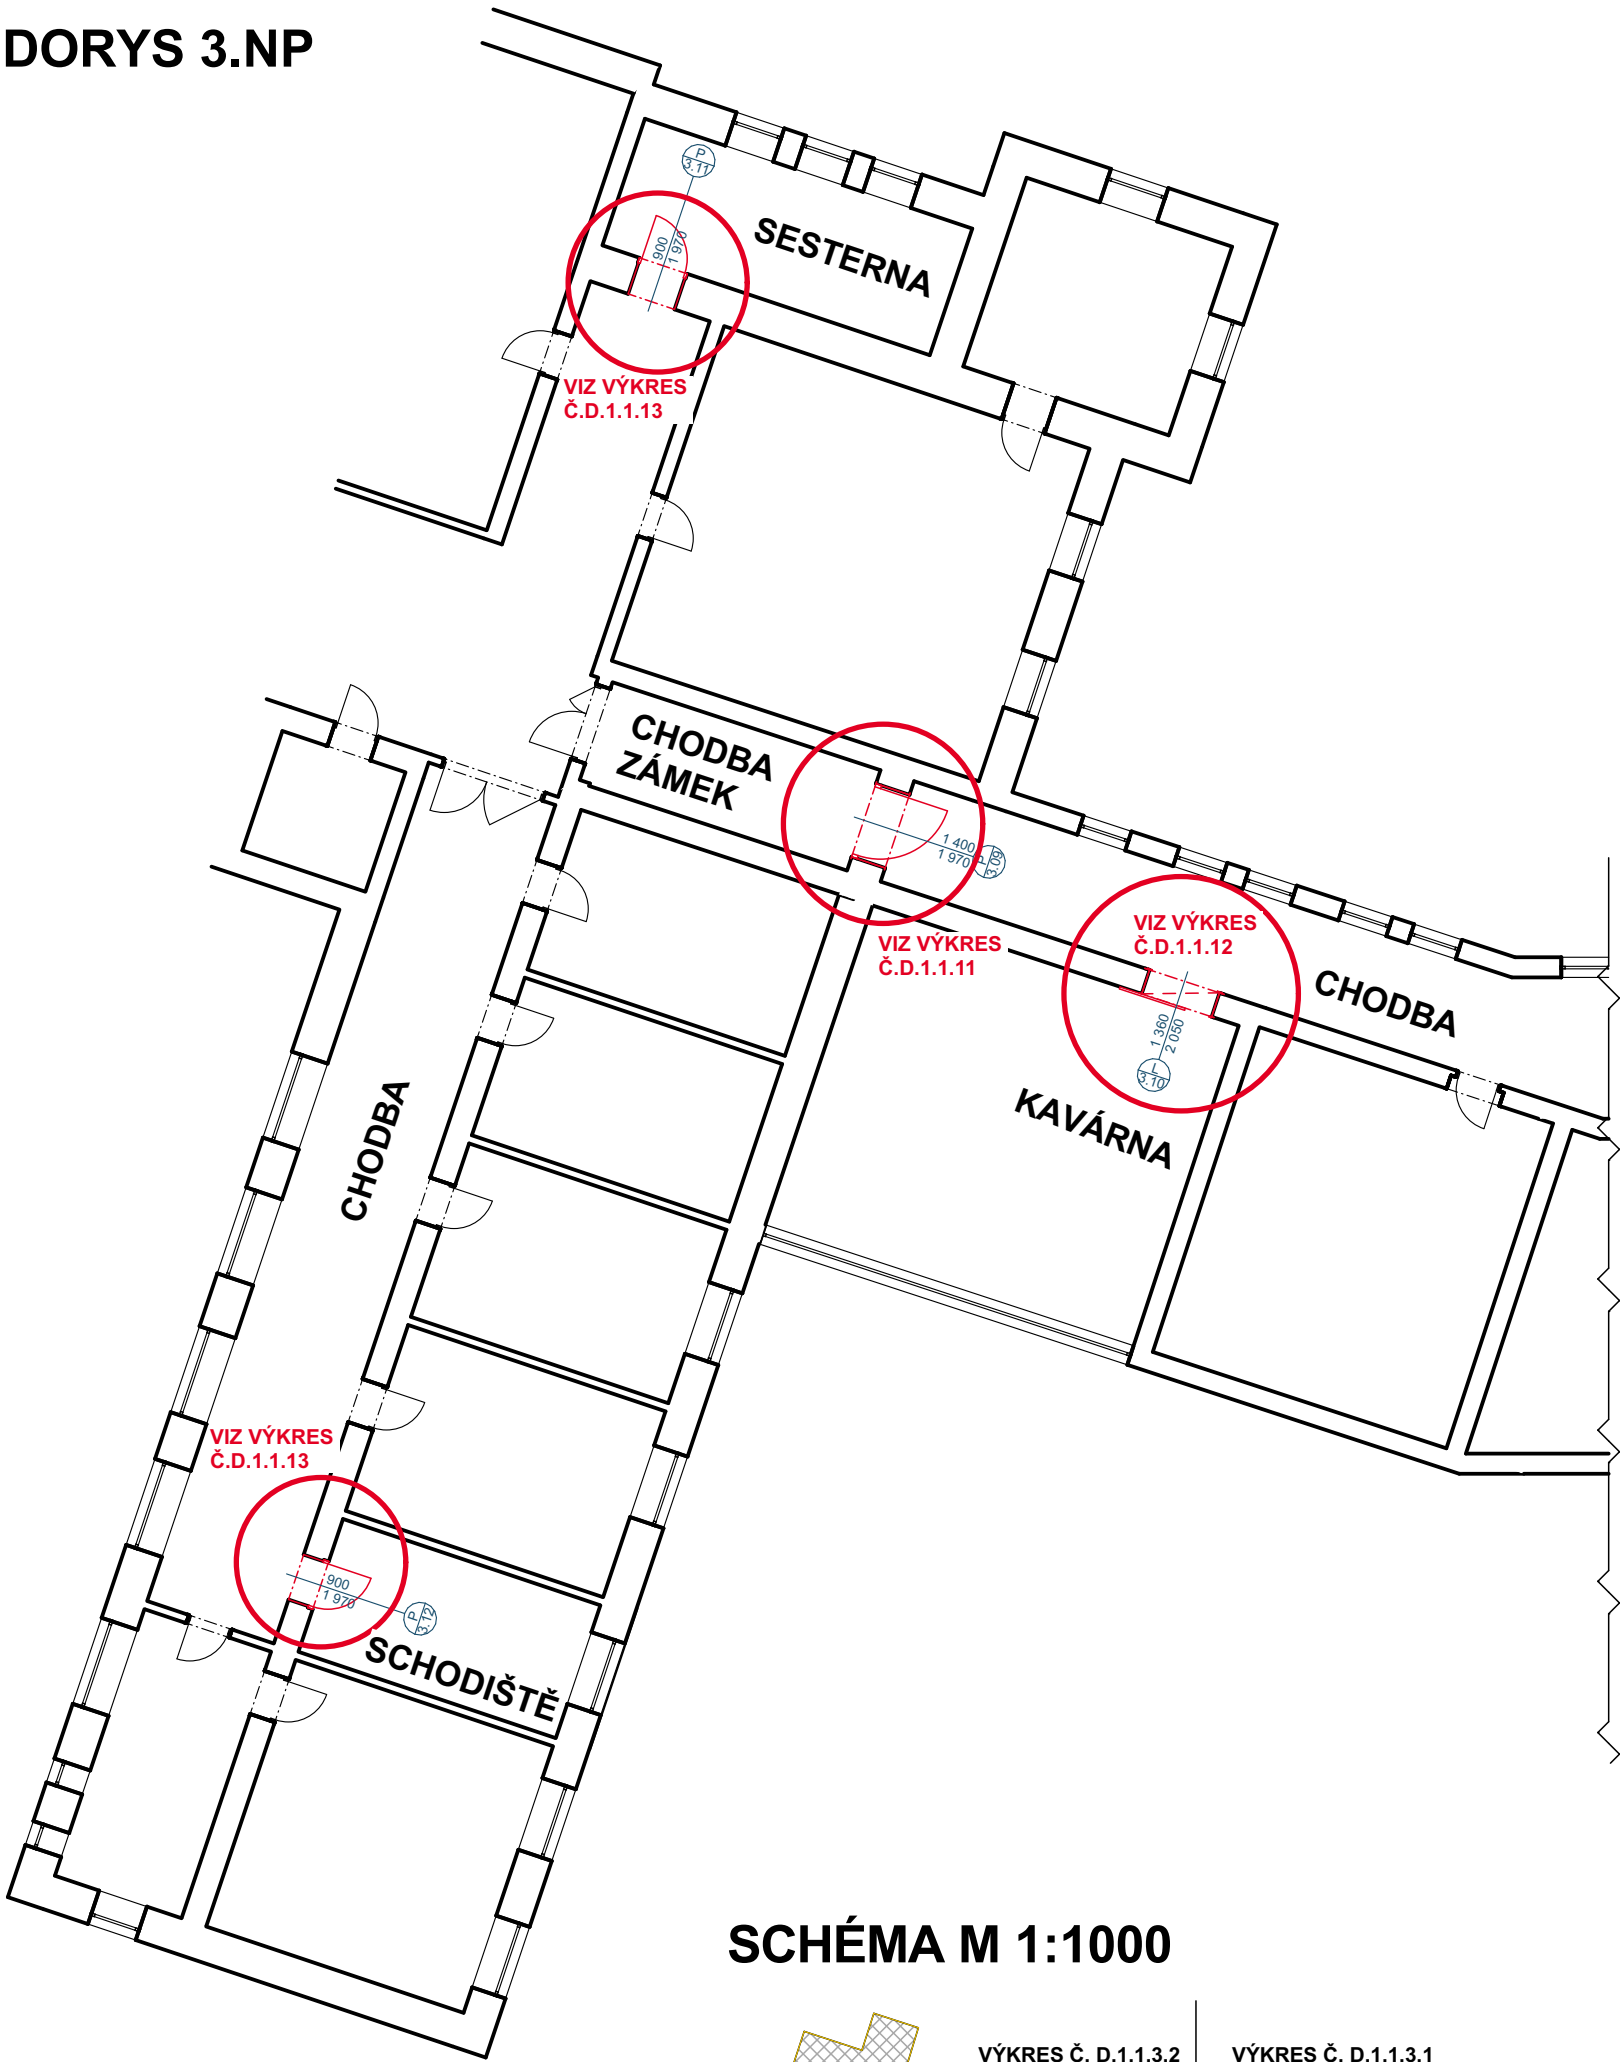 DORYS 3.NP
P
3.11
900
1 970
SESTERNA
VIZ VÝKRES
Č.D.1.1.13
CHODBA
ZÁMEK
1 400
1 970
P
3.09
VIZ VÝKRES
Č.D.1.1.11
VIZ VÝKRES
Č.D.1.1.12
CHODBA
1 360
2 050
L
3.10
KAVÁRNA
CHODBA
VIZ VÝKRES
Č.D.1.1.13
900
1 970
P
3.12
SCHODIŠTĚ
SCHÉMA M 1:1000
VÝKRES Č. D.1.1.3.2
VÝKRES Č. D.1.1.3.1